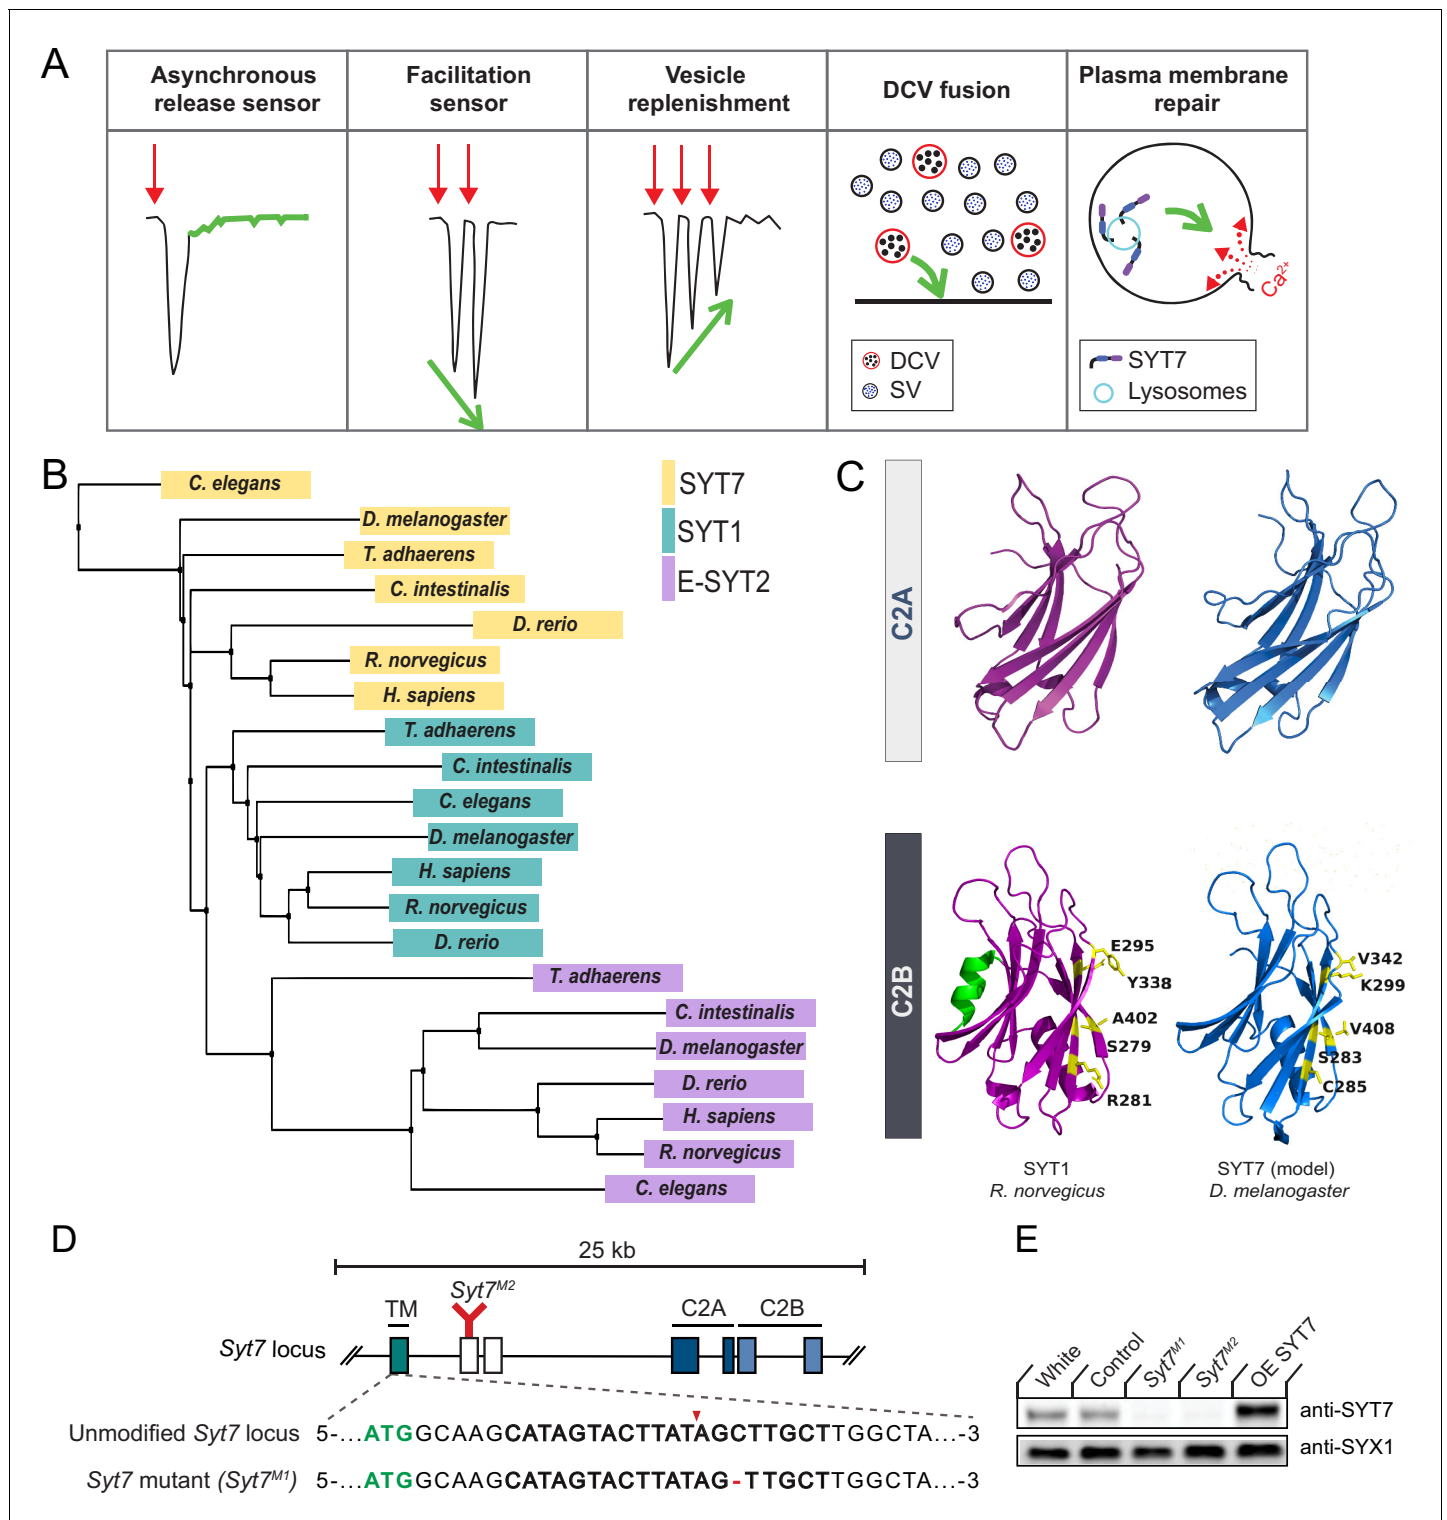 A
Asynchronous
release sensor
Facilitation
sensor
Vesicle
replenishment
DCV fusion
Plasma membrane
repair
Ca2+
DCV
SV
SYT7
Lysosomes
B
C. elegans
D. melanogaster
T. adhaerens
C. intestinalis
D. rerio
R. norvegicus
H. sapiens
T. adhaerens
C. intestinalis
C. elegans
D. melanogaster
H. sapiens
R. norvegicus
D. rerio
T. adhaerens
C. intestinalis
D. melanogaster
D. rerio
H. sapiens
R. norvegicus
C. elegans
SYT7
SYT1
E-SYT2
C
C2A
C2B
E295
Y338
A402
S279
R281
V342
K299
V408
S283
C285
SYT1
R. norvegicus
SYT7 (model)
D. melanogaster
D
25 kb
Syt7M2
TM
C2A
C2B
Syt7 locus
Unmodified Syt7 locus 5-...ATGGCAAGCATAGTACTTATAGCTTGCTTGGCTA...-3
Syt7 mutant (Syt7M1) 5-...ATGGCAAGCATAGTACTTATAG-TTGCTTGGCTA...-3
E
White
Control
Syt7M1
Syt7M2
OE SYT7
anti-SYT7
anti-SYX1